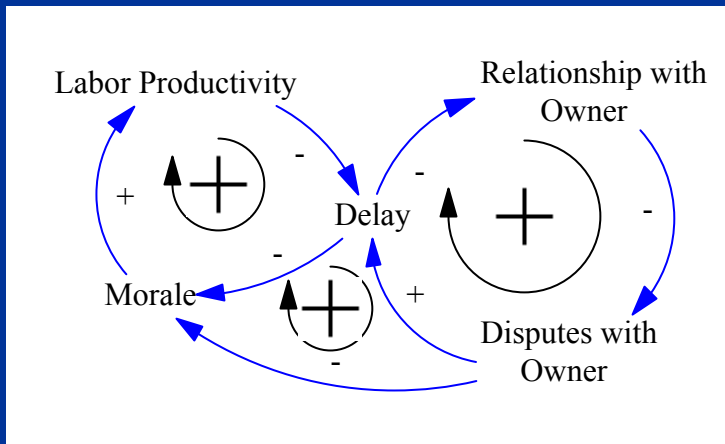 Labor Productivity
Relationship with
Owner
-
-
+
-
Delay
-
+
Morale
Disputes with
Owner
-